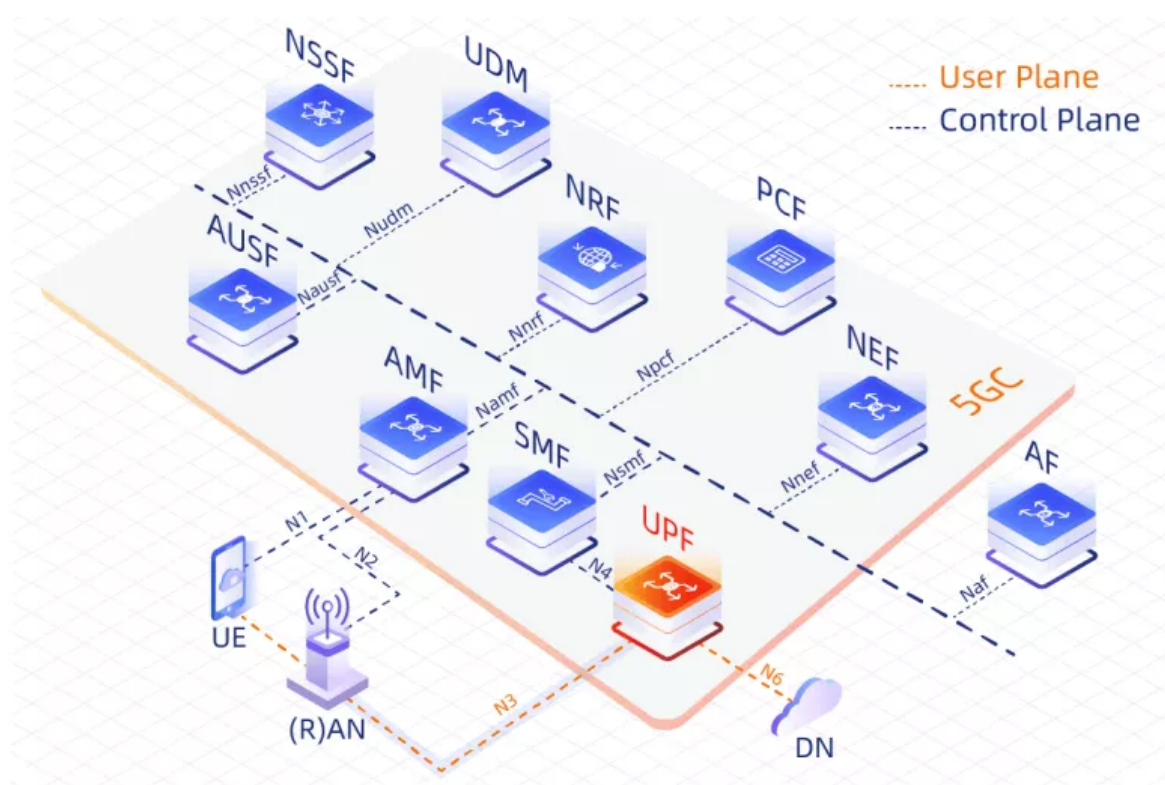 NSSF
UDM
User Plane
Control Plane
NRF
PCF
Nnssf
Nudm
AUSF
Nausf
Nnrf
NEF
AMF
Npcf
Namf
5GC
SMF
Nsmf
Nnef
AF
N1
UPF
N2
N4
Naf
UE
N6
N3
(R)AN
DN